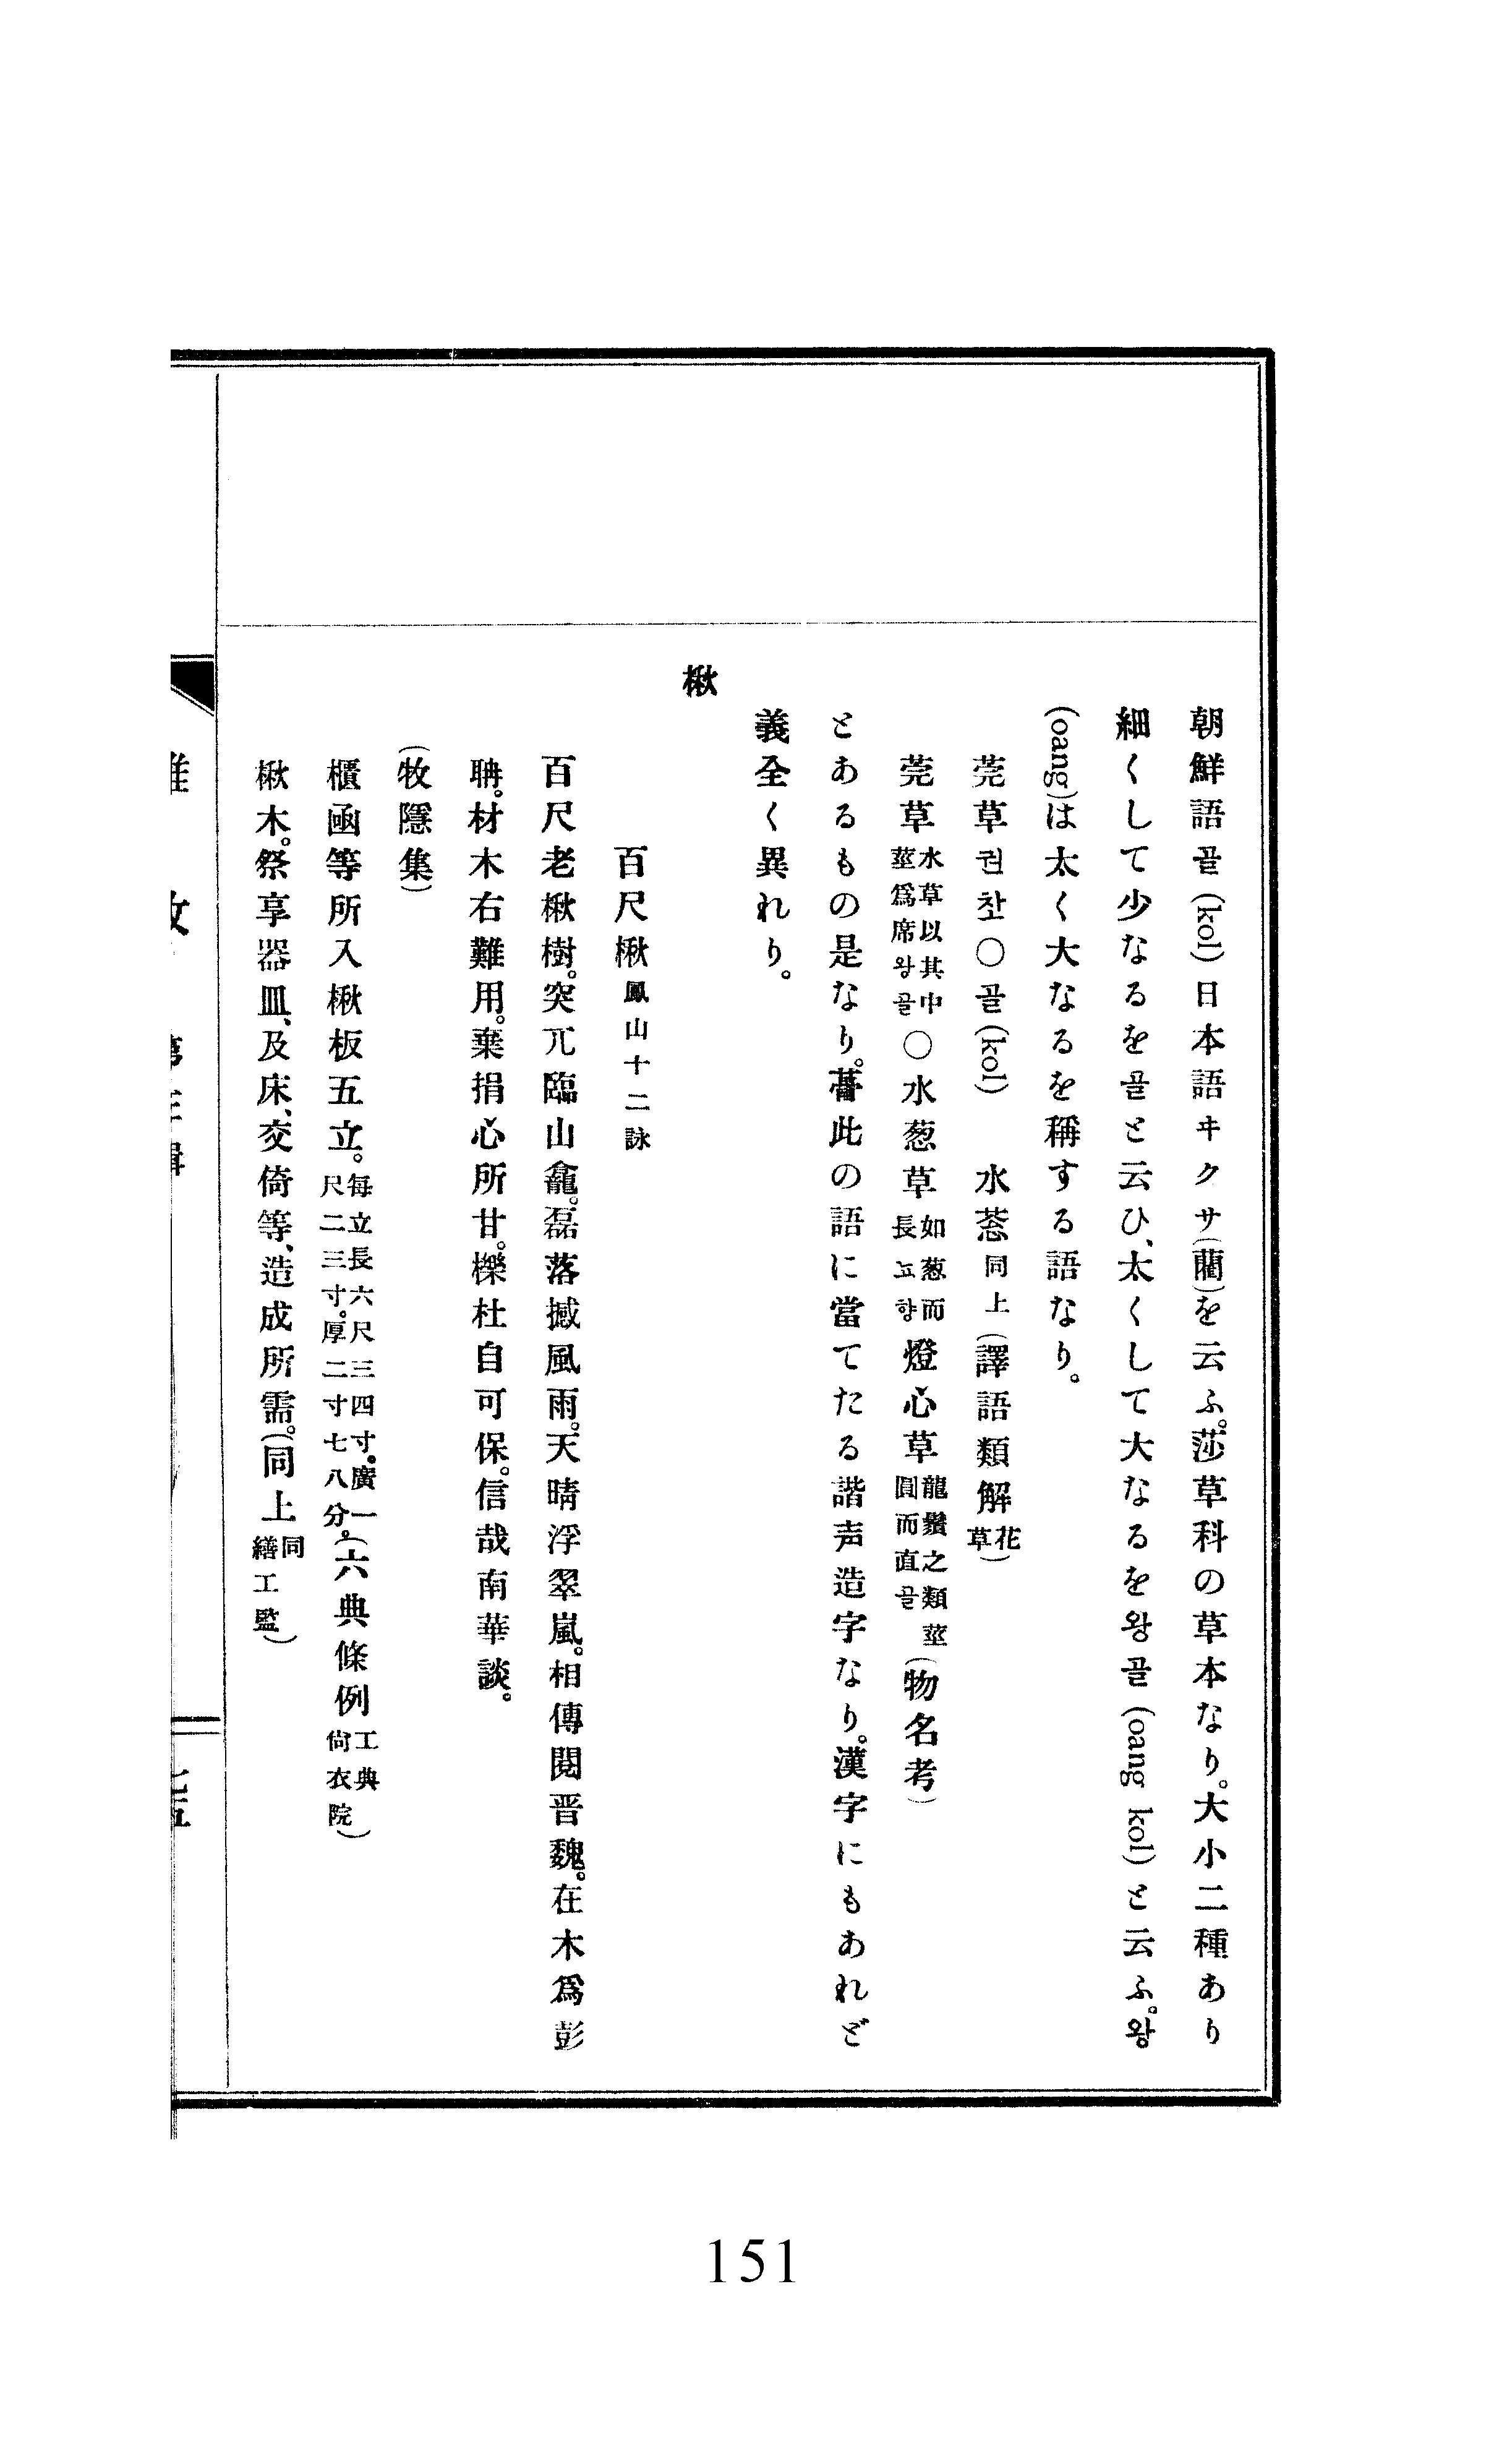 朝鮮語골(kol)日本語ヰクサ(藺)を云ふ。莎草科の草本なり。大小二種あり
細くして少なるを골と云ひ、太くして大なるを왕골(oang kol)と云ふ。왕
(oang)は太く大なるを稱する語なり。
莞草권찬〇골(kol) 水葱同上(譯語類解花草)
莞草水草以其中莖爲席왕골〇水葱草如葱而長고향燈心草龍鬚之類莖圓而直골(物名考)
とあるもの是なり。此の語に當てたる諧声造字なり。漢字にもあれど
義全く異れり。
楸
百尺楸鳳山十二詠
百尺老楸樹。突兀臨山龕。磊落撼風雨。天晴浮翠嵐。相傳閱晋魏。在木爲彭
聃。材木右難用。棄捐心所甘。櫟杜自可保。信哉南華談。
(牧隱集)
櫃函等所入楸板五立。每立長六尺三四寸。廣一尺二三寸。厚二寸七八分。(六典條例工典尙衣院)
楸木。祭享器皿、及床、交倚等、造成所需。(同上同繕工監)
151